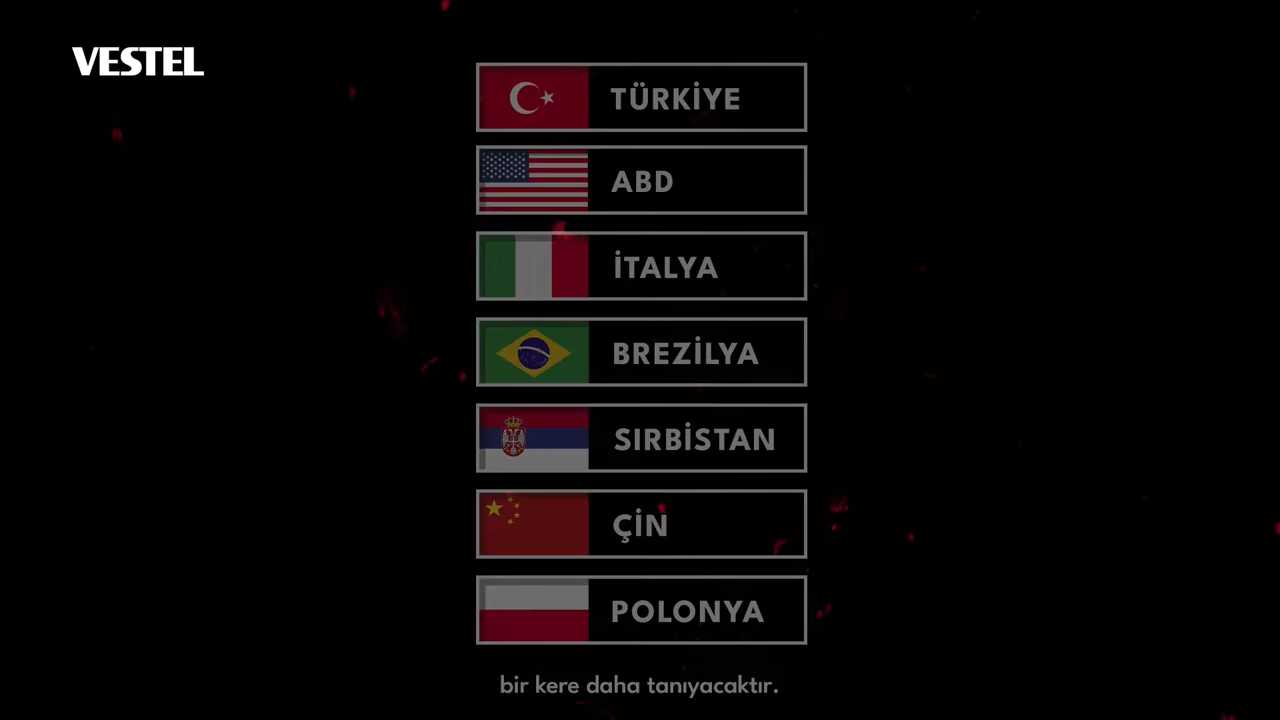 VESTEL
TÜRKİYE
ABD
İTALYA
BREZİLYA
SIRBİSTAN
ÇİN
POLONYA
bir kere daha tanıyacaktır.